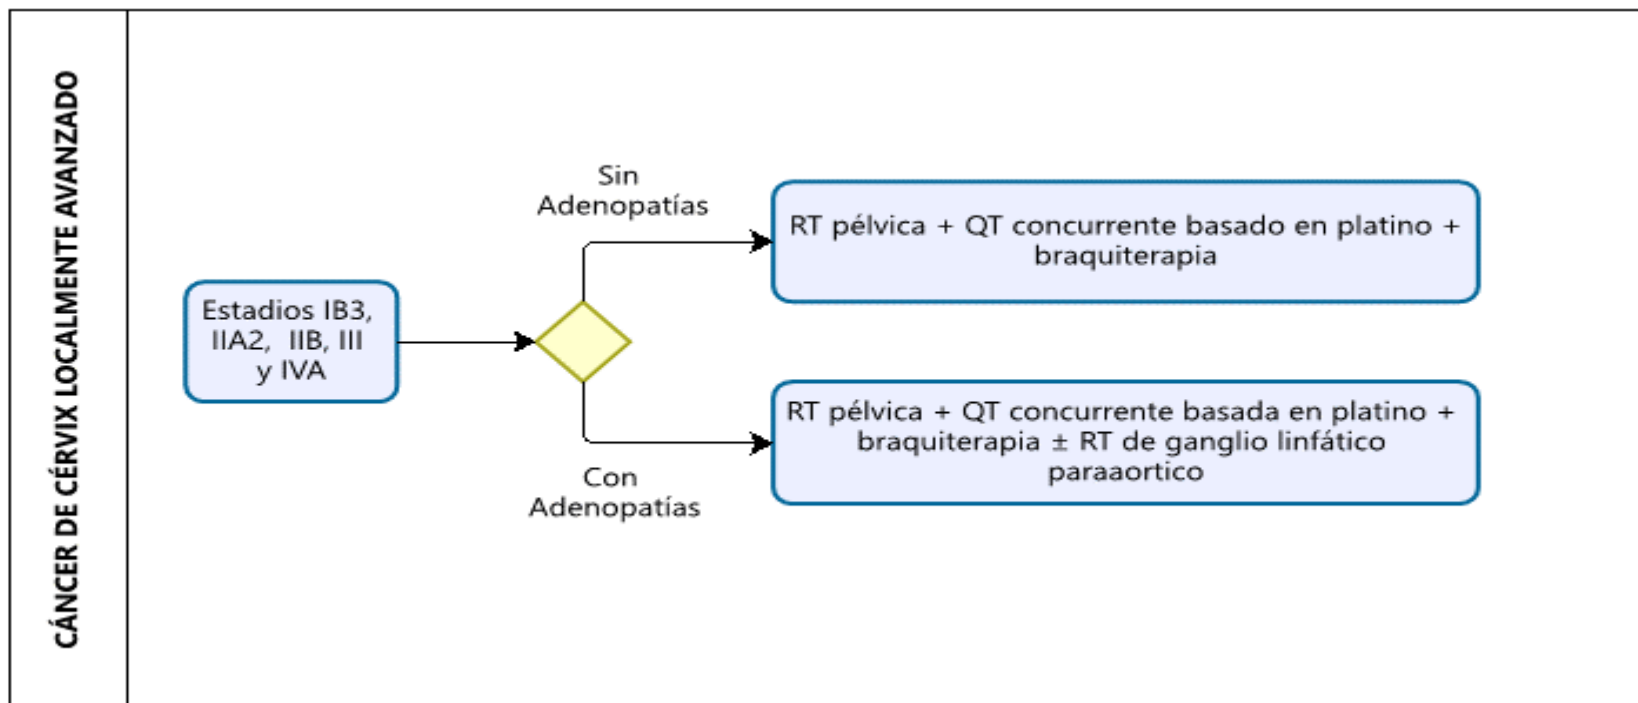 CÁNCER DE CÉRVIX LOCALMENTE AVANZADO
Estadios IB3,
IIA2, IIB, III
y IVA
Sin
Adenopatías
RT pélvica + QT concurrente basado en platino +
braquiterapia
Con
Adenopatías
RT pélvica + QT concurrente basada en platino +
braquiterapia ± RT de ganglio linfático
paraaortico